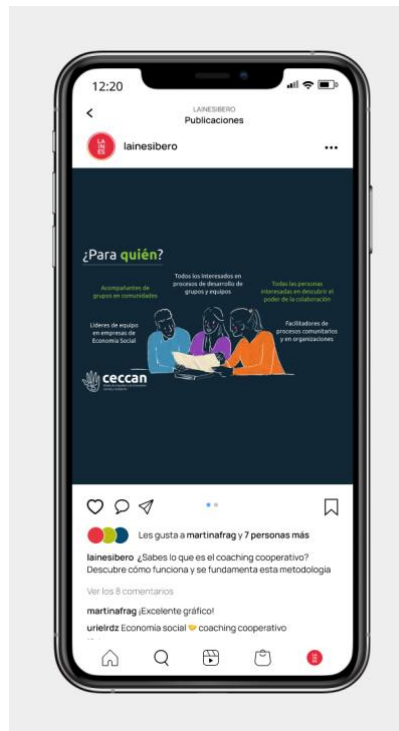 12:20
LAINESIBERO
Publicaciones
LA
IN
ES
lainesibero
¿Para quién?
Todos los Interesados en
procesos de desarrollo de
grupos y equipos
Acompañantes de
grupos en comunidades
Todas las personas
interesadas en descubrir el
poder de la colaboración
Líderes de equipo
en empresas de
Economía Social
Facilitadores de
procesos comunitarios
y en organizaciones
ceccan
Les gusta a martinafrag y 7 personas más
lainesibero ¿Sabes lo que es el coaching cooperativo?
Descubre cómo funciona y se fundamenta esta metodologia
Ver los 8 comentarios
martinafrag ¡Excelente gráfico!
urielrdz Economía social 🤝 coaching cooperativo